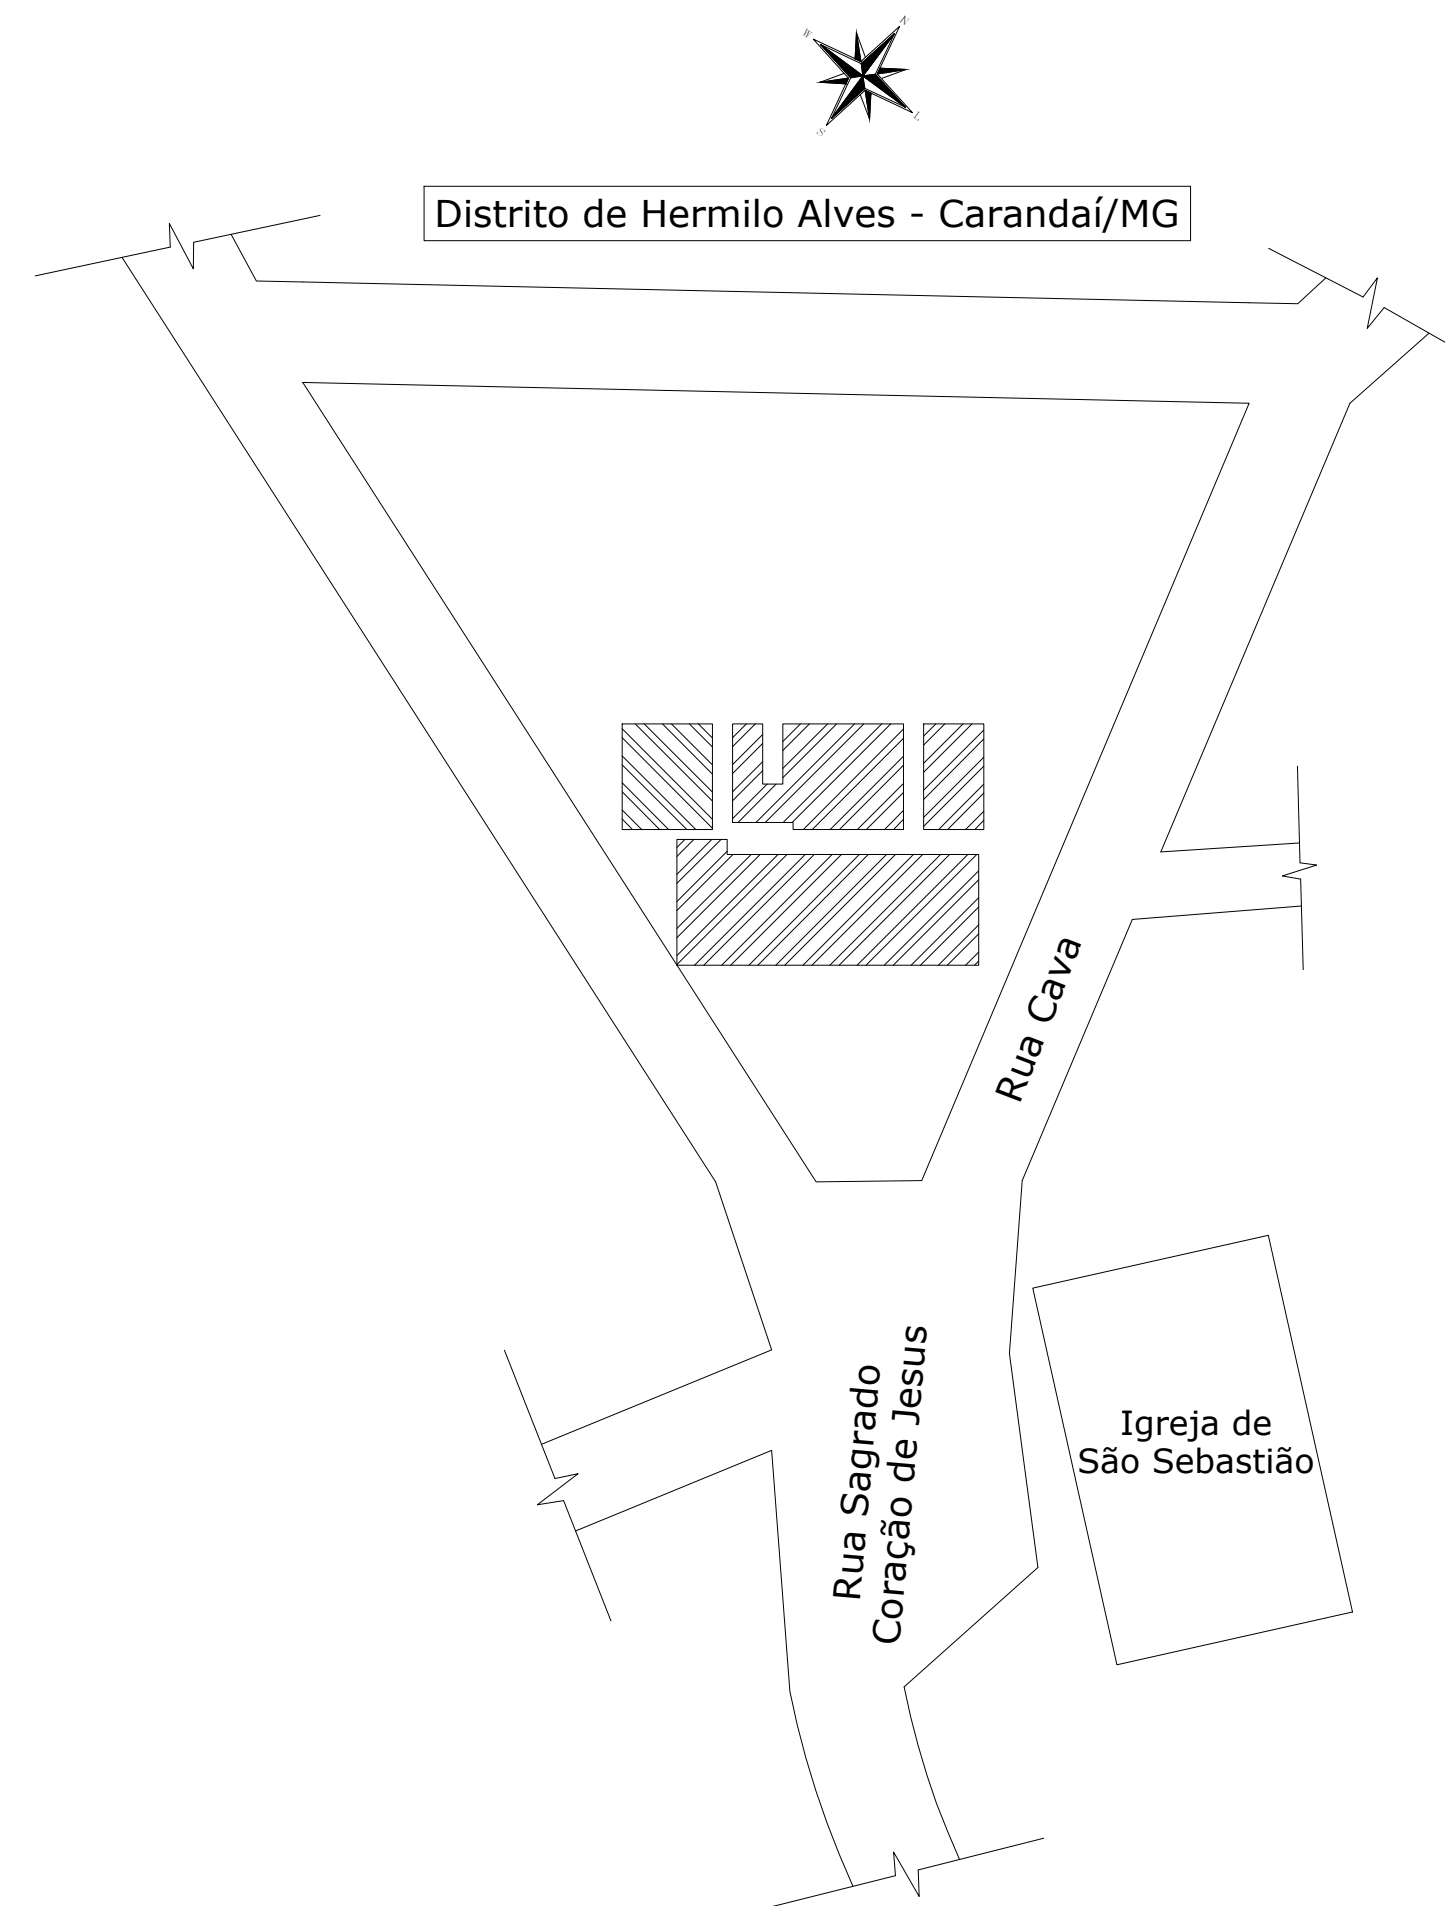 N
W
L
S
Distrito de Hermilo Alves - Carandaí/MG
Rua Cava
Rua Sagrado
Coração de Jesus
Igreja de
São Sebastião